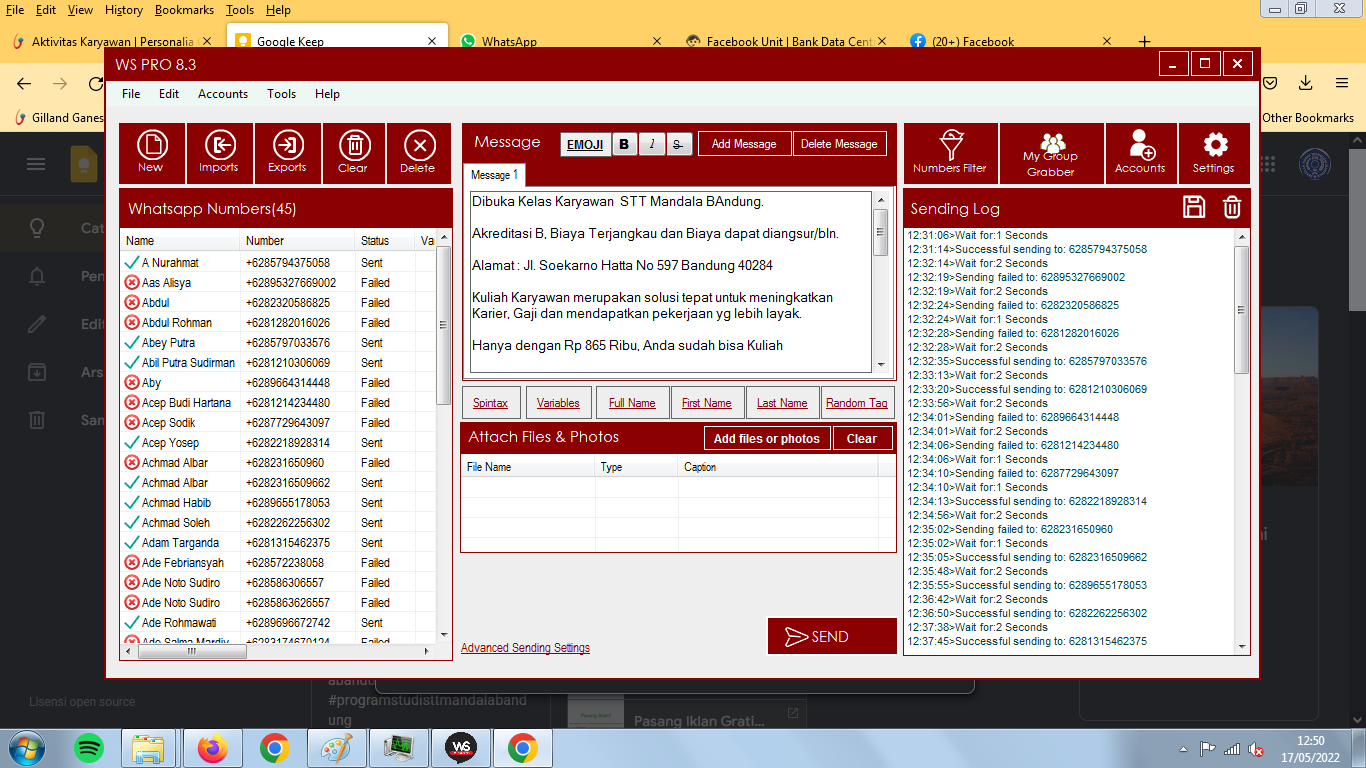 File Edit View History Bookmarks Tools Help
Aktivitas Karyawan | Personalia
Google Keep
WhatsApp
Facebook Unit | Bank Data Cent
(20+) Facebook
Gilland Ganes
Other Bookmarks
WS PRO 8.3
File Edit Accounts Tools Help
New Imports Exports Clear Delete
Message EMOJI B I S Add Message Delete Message
Numbers Filter My Group Grabber Accounts Settings
Whatsapp Numbers(45)
Name Number Status Va
A Nurahmat +6285794375058 Sent
Aas Alisya +62895327669002 Failed
Abdul +6282320586825 Failed
Abdul Rohman +6281282016026 Failed
Abey Putra +6285797033576 Sent
Abil Putra Sudirman +6281210306069 Sent
Aby +6289664314448 Failed
Acep Budi Hartana +6281214234480 Failed
Acep Sodik +6287729643097 Failed
Acep Yosep +6282218928314 Sent
Achmad Albar +628231650960 Failed
Achmad Albar +6282316509662 Sent
Achmad Habib +6289655178053 Sent
Achmad Soleh +6282262256302 Sent
Adam Targanda +6281315462375 Sent
Ade Febriansyah +628572238058 Failed
Ade Noto Sudiro +628586306557 Failed
Ade Noto Sudiro +6285863626557 Failed
Ade Rohmawati +6289696672742 Sent
Ade Salma Mardiy +6283174670124 Failed
Message 1
Dibuka Kelas Karyawan STT Mandala BAndung.
Akreditasi B, Biaya Terjangkau dan Biaya dapat diangsur/bln.
Alamat : Jl. Soekarno Hatta No 597 Bandung 40284
Kuliah Karyawan merupakan solusi tepat untuk meningkatkan
Karier, Gaji dan mendapatkan pekerjaan yg lebih layak.
Hanya dengan Rp 865 Ribu, Anda sudah bisa Kuliah
Spintax Variables Full Name First Name Last Name Random Tag
Attach Files & Photos Add files or photos Clear
File Name Type Caption
Advanced Sending Settings
SEND
Sending Log
12:31:06>Wait for:1 Seconds
12:31:14>Successful sending to: 6285794375058
12:32:14>Wait for:2 Seconds
12:32:19>Sending failed to: 62895327669002
12:32:19>Wait for:2 Seconds
12:32:24>Sending failed to: 6282320586825
12:32:24>Wait for:1 Seconds
12:32:28>Sending failed to: 6281282016026
12:32:28>Wait for:2 Seconds
12:32:35>Successful sending to: 6285797033576
12:33:13>Wait for:2 Seconds
12:33:20>Successful sending to: 6281210306069
12:33:56>Wait for:2 Seconds
12:34:01>Sending failed to: 6289664314448
12:34:01>Wait for:2 Seconds
12:34:06>Sending failed to: 6281214234480
12:34:06>Wait for:1 Seconds
12:34:10>Sending failed to: 6287729643097
12:34:10>Wait for:1 Seconds
12:34:13>Successful sending to: 6282218928314
12:34:56>Wait for:2 Seconds
12:35:02>Sending failed to: 628231650960
12:35:02>Wait for:1 Seconds
12:35:05>Successful sending to: 6282316509662
12:35:48>Wait for:2 Seconds
12:35:55>Successful sending to: 6289655178053
12:36:42>Wait for:2 Seconds
12:36:50>Successful sending to: 6282262256302
12:37:38>Wait for:2 Seconds
12:37:45>Successful sending to: 6281315462375
Cat
Pen
Edit
Ars
Sam
Lisensi open source
#programstudisttmandalaband
ung
Pasang Iklan Grati...
WS
12:50
17/05/2022